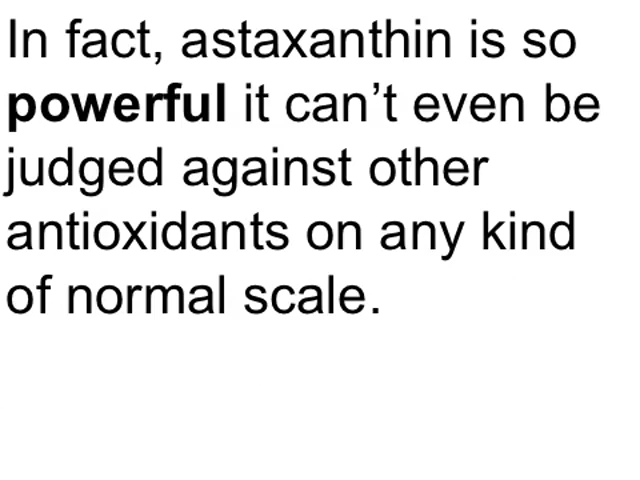 In fact, astaxanthin is so
powerful it can’t even be
judged against other
antioxidants on any kind
of normal scale.